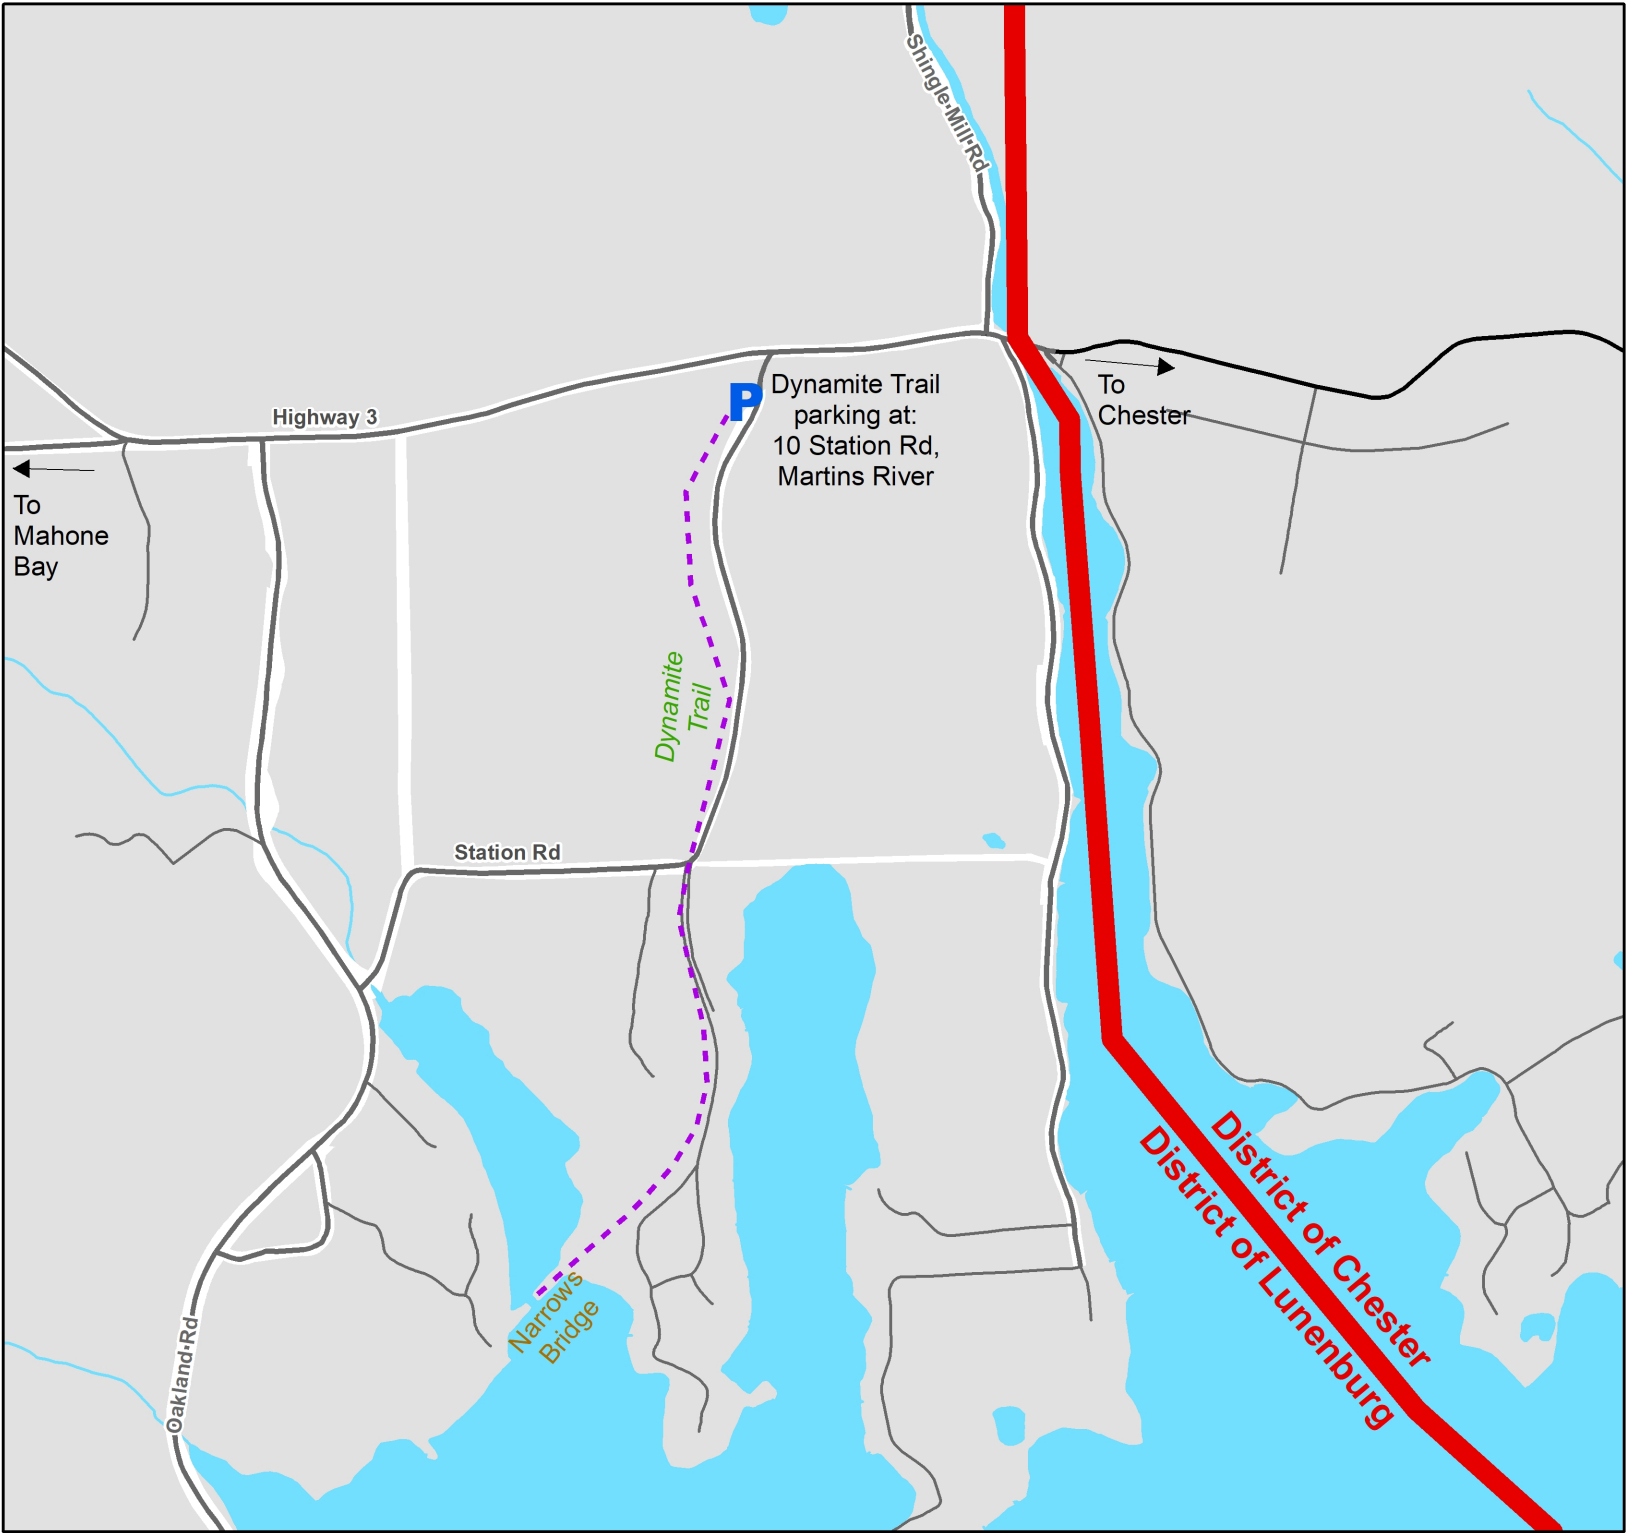 Shingle Mill Rd
Highway 3
P
Dynamite Trail
parking at:
10 Station Rd,
Martins River
To
Chester
To
Mahone
Bay
Dynamite
Trail
Station Rd
District of Chester
District of Lunenburg
Narrows
Bridge
Oakland Rd